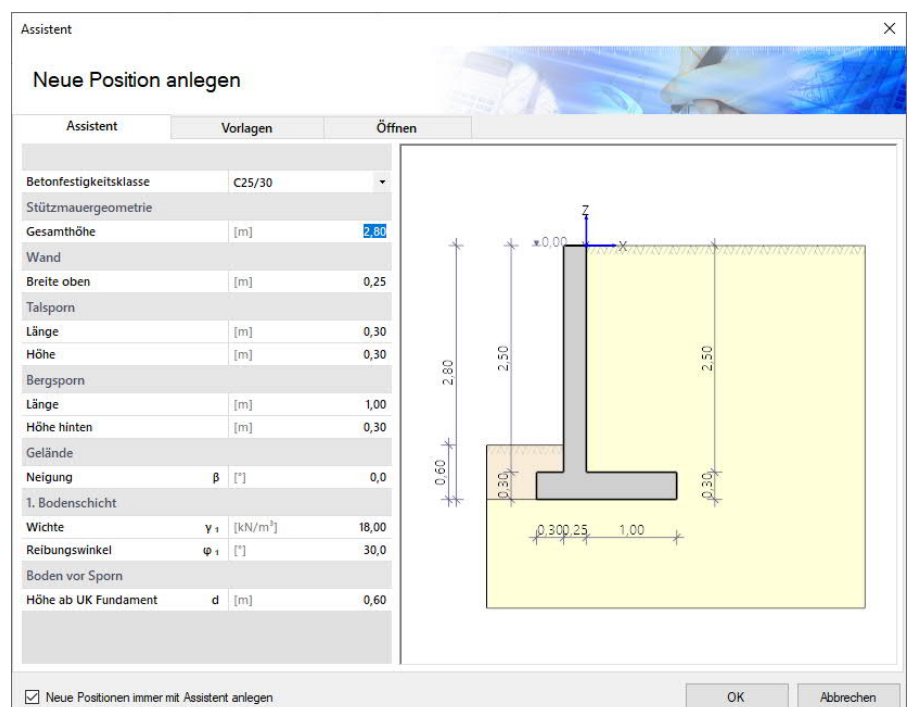 Assistent
Neue Position anlegen
Assistent Vorlagen Öffnen
Betonfestigkeitsklasse C25/30
Stützmauergeometrie
Gesamthöhe [m] 2,80
Wand
Breite oben [m] 0,25
Talsporn
Länge [m] 0,30
Höhe [m] 0,30
Bergsporn
Länge [m] 1,00
Höhe hinten [m] 0,30
Gelände
Neigung β [°] 0,0
1. Bodenschicht
Wichte γ 1 [kN/m³] 18,00
Reibungswinkel φ 1 [°] 30,0
Boden vor Sporn
Höhe ab UK Fundament d [m] 0,60
Z
0,00 X
2,80
2,50
2,50
0,60
0,30
0,30
0,30 0,25 1,00
Neue Positionen immer mit Assistent anlegen
OK Abbrechen